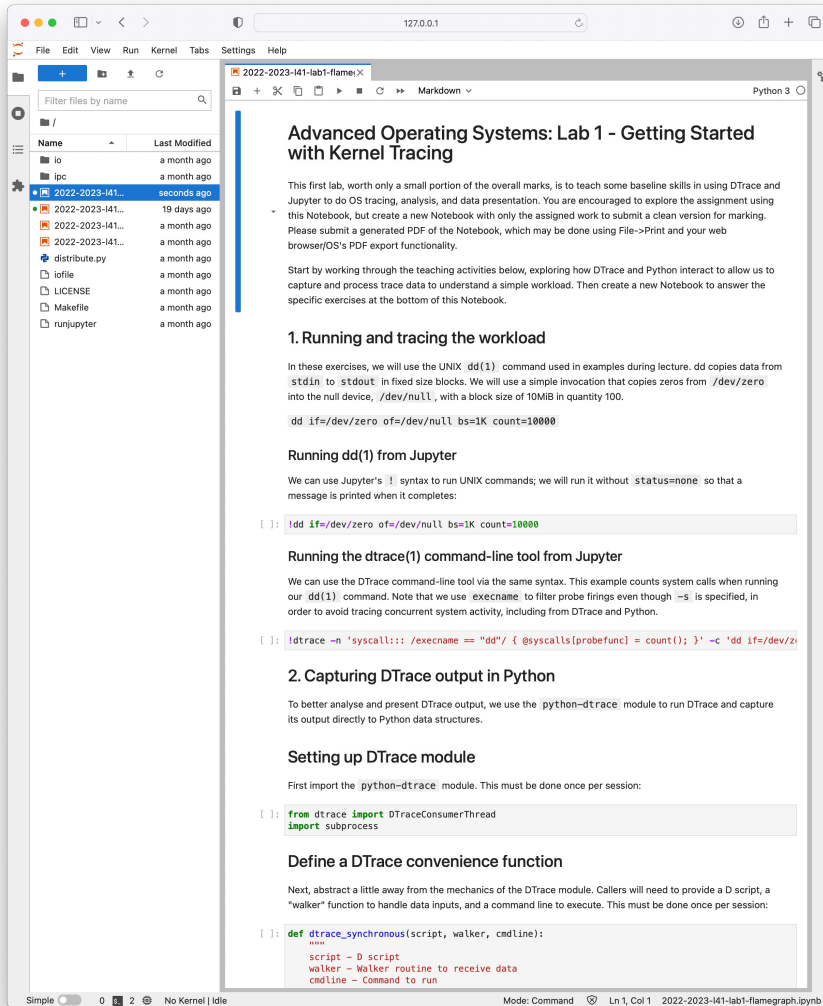 127.0.0.1
File Edit View Run Kernel Tabs Settings Help
Filter files by name
/
Name Last Modified
io a month ago
ipc a month ago
2022-2023-l41... seconds ago
2022-2023-l41... 19 days ago
2022-2023-l41... a month ago
2022-2023-l41... a month ago
distribute.py a month ago
iofile a month ago
LICENSE a month ago
Makefile a month ago
runjupyter a month ago
2022-2023-l41-lab1-flame
Markdown
Python 3
Advanced Operating Systems: Lab 1 - Getting Started
with Kernel Tracing
This first lab, worth only a small portion of the overall marks, is to teach some baseline skills in using DTrace and
Jupyter to do OS tracing, analysis, and data presentation. You are encouraged to explore the assignment using
this Notebook, but create a new Notebook with only the assigned work to submit a clean version for marking.
Please submit a generated PDF of the Notebook, which may be done using File->Print and your web
browser/OS's PDF export functionality.
Start by working through the teaching activities below, exploring how DTrace and Python interact to allow us to
capture and process trace data to understand a simple workload. Then create a new Notebook to answer the
specific exercises at the bottom of this Notebook.
1. Running and tracing the workload
In these exercises, we will use the UNIX dd(1) command used in examples during lecture. dd copies data from
stdin to stdout in fixed size blocks. We will use a simple invocation that copies zeros from /dev/zero
into the null device, /dev/null , with a block size of 10MiB in quantity 100.
dd if=/dev/zero of=/dev/null bs=1K count=10000
Running dd(1) from Jupyter
We can use Jupyter's ! syntax to run UNIX commands; we will run it without status=none so that a
message is printed when it completes:
[ ]: !dd if=/dev/zero of=/dev/null bs=1K count=10000
Running the dtrace(1) command-line tool from Jupyter
We can use the DTrace command-line tool via the same syntax. This example counts system calls when running
our dd(1) command. Note that we use execname to filter probe firings even though -s is specified, in
order to avoid tracing concurrent system activity, including from DTrace and Python.
[ ]: !dtrace -n 'syscall::: /execname == "dd"/ { @syscalls[probefunc] = count(); }' -c 'dd if=/dev/ze
2. Capturing DTrace output in Python
To better analyse and present DTrace output, we use the python-dtrace module to run DTrace and capture
its output directly to Python data structures.
Setting up DTrace module
First import the python-dtrace module. This must be done once per session:
[ ]: from dtrace import DTraceConsumerThread
import subprocess
Define a DTrace convenience function
Next, abstract a little away from the mechanics of the DTrace module. Callers will need to provide a D script, a
"walker" function to handle data inputs, and a command line to execute. This must be done once per session:
[ ]: def dtrace_synchronous(script, walker, cmdline):
"""
script - D script
walker - Walker routine to receive data
cmdline - Command to run
Simple 0 2 No Kernel | Idle Mode: Command Ln 1, Col 1 2022-2023-l41-lab1-flamegraph.ipynb